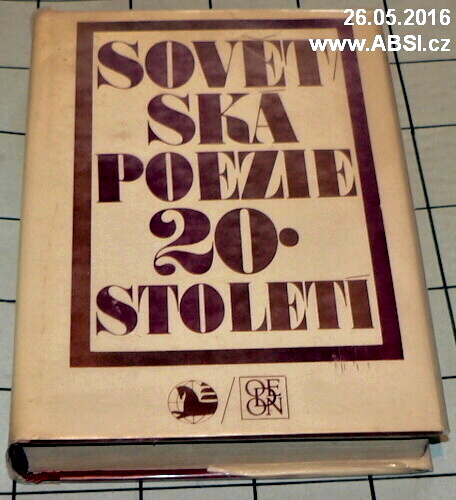 26.05.2016
www.ABSI.cz
SOVĚT/
SKÁ
POEZIE
20.
STOLETÍ
/
ODEON